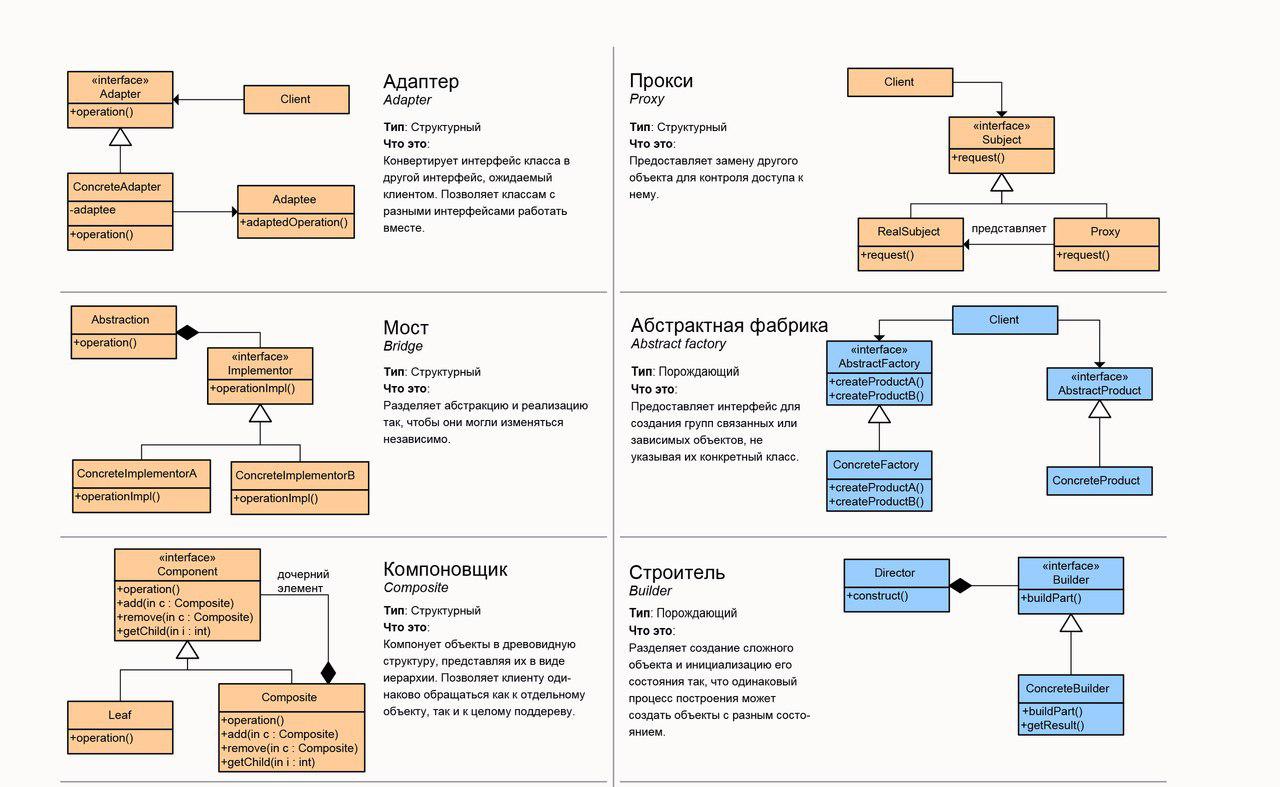 «interface»
Adapter
+operation()
Client
ConcreteAdapter
-adaptee
+operation()
Adaptee
+adaptedOperation()
Адаптер
Adapter
Тип: Структурный
Что это:
Конвертирует интерфейс класса в
другой интерфейс, ожидаемый
клиентом. Позволяет классам с
разными интерфейсами работать
вместе.
Прокси
Proxy
Тип: Структурный
Что это:
Предоставляет замену другого
объекта для контроля доступа к
нему.
Client
«interface»
Subject
+request()
RealSubject
+request()
представляет
Proxy
+request()
Abstraction
+operation()
«interface»
Implementor
+operationImpl()
ConcreteImplementorA
+operationImpl()
ConcreteImplementorB
+operationImpl()
Мост
Bridge
Тип: Структурный
Что это:
Разделяет абстракцию и реализацию
так, чтобы они могли изменяться
независимо.
Абстрактная фабрика
Abstract factory
Тип: Порождающий
Что это:
Предоставляет интерфейс для
создания групп связанных или
зависимых объектов, не
указывая их конкретный класс.
Client
«interface»
AbstractFactory
+createProductA()
+createProductB()
«interface»
AbstractProduct
ConcreteFactory
+createProductA()
+createProductB()
ConcreteProduct
«interface»
Component
+operation()
+add(in c : Composite)
+remove(in c : Composite)
+getChild(in i : int)
дочерний
элемент
Leaf
+operation()
Composite
+operation()
+add(in c : Composite)
+remove(in c : Composite)
+getChild(in i : int)
Компоновщик
Composite
Тип: Структурный
Что это:
Компонует объекты в древовидную
структуру, представляя их в виде
иерархии. Позволяет клиенту оди-
наково обращаться как к отдельному
объекту, так и к целому поддереву.
Строитель
Builder
Тип: Порождающий
Что это:
Разделяет создание сложного
объекта и инициализацию его
состояния так, что одинаковый
процесс построения может
создать объекты с разным состо-
янием.
Director
+construct()
«interface»
Builder
+buildPart()
ConcreteBuilder
+buildPart()
+getResult()